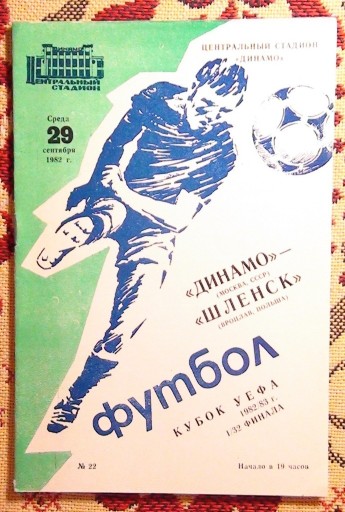 ДИНАМО
ЦЕНТРАЛЬНЫЙ
СТАДИОН
ЦЕНТРАЛЬНЫЙ СТАДИОН
«ДИНАМО»
Среда
29
сентября
1982 г.
«ДИНАМО»—
(МОСКВА, СССР)
«ШЛЕНСК»
(ВРОЦЛАВ, ПОЛЬША)
футбол
КУБОК УЕФА
1982/83 г.
1/32 ФИНАЛА
№ 22
Начало в 19 часов